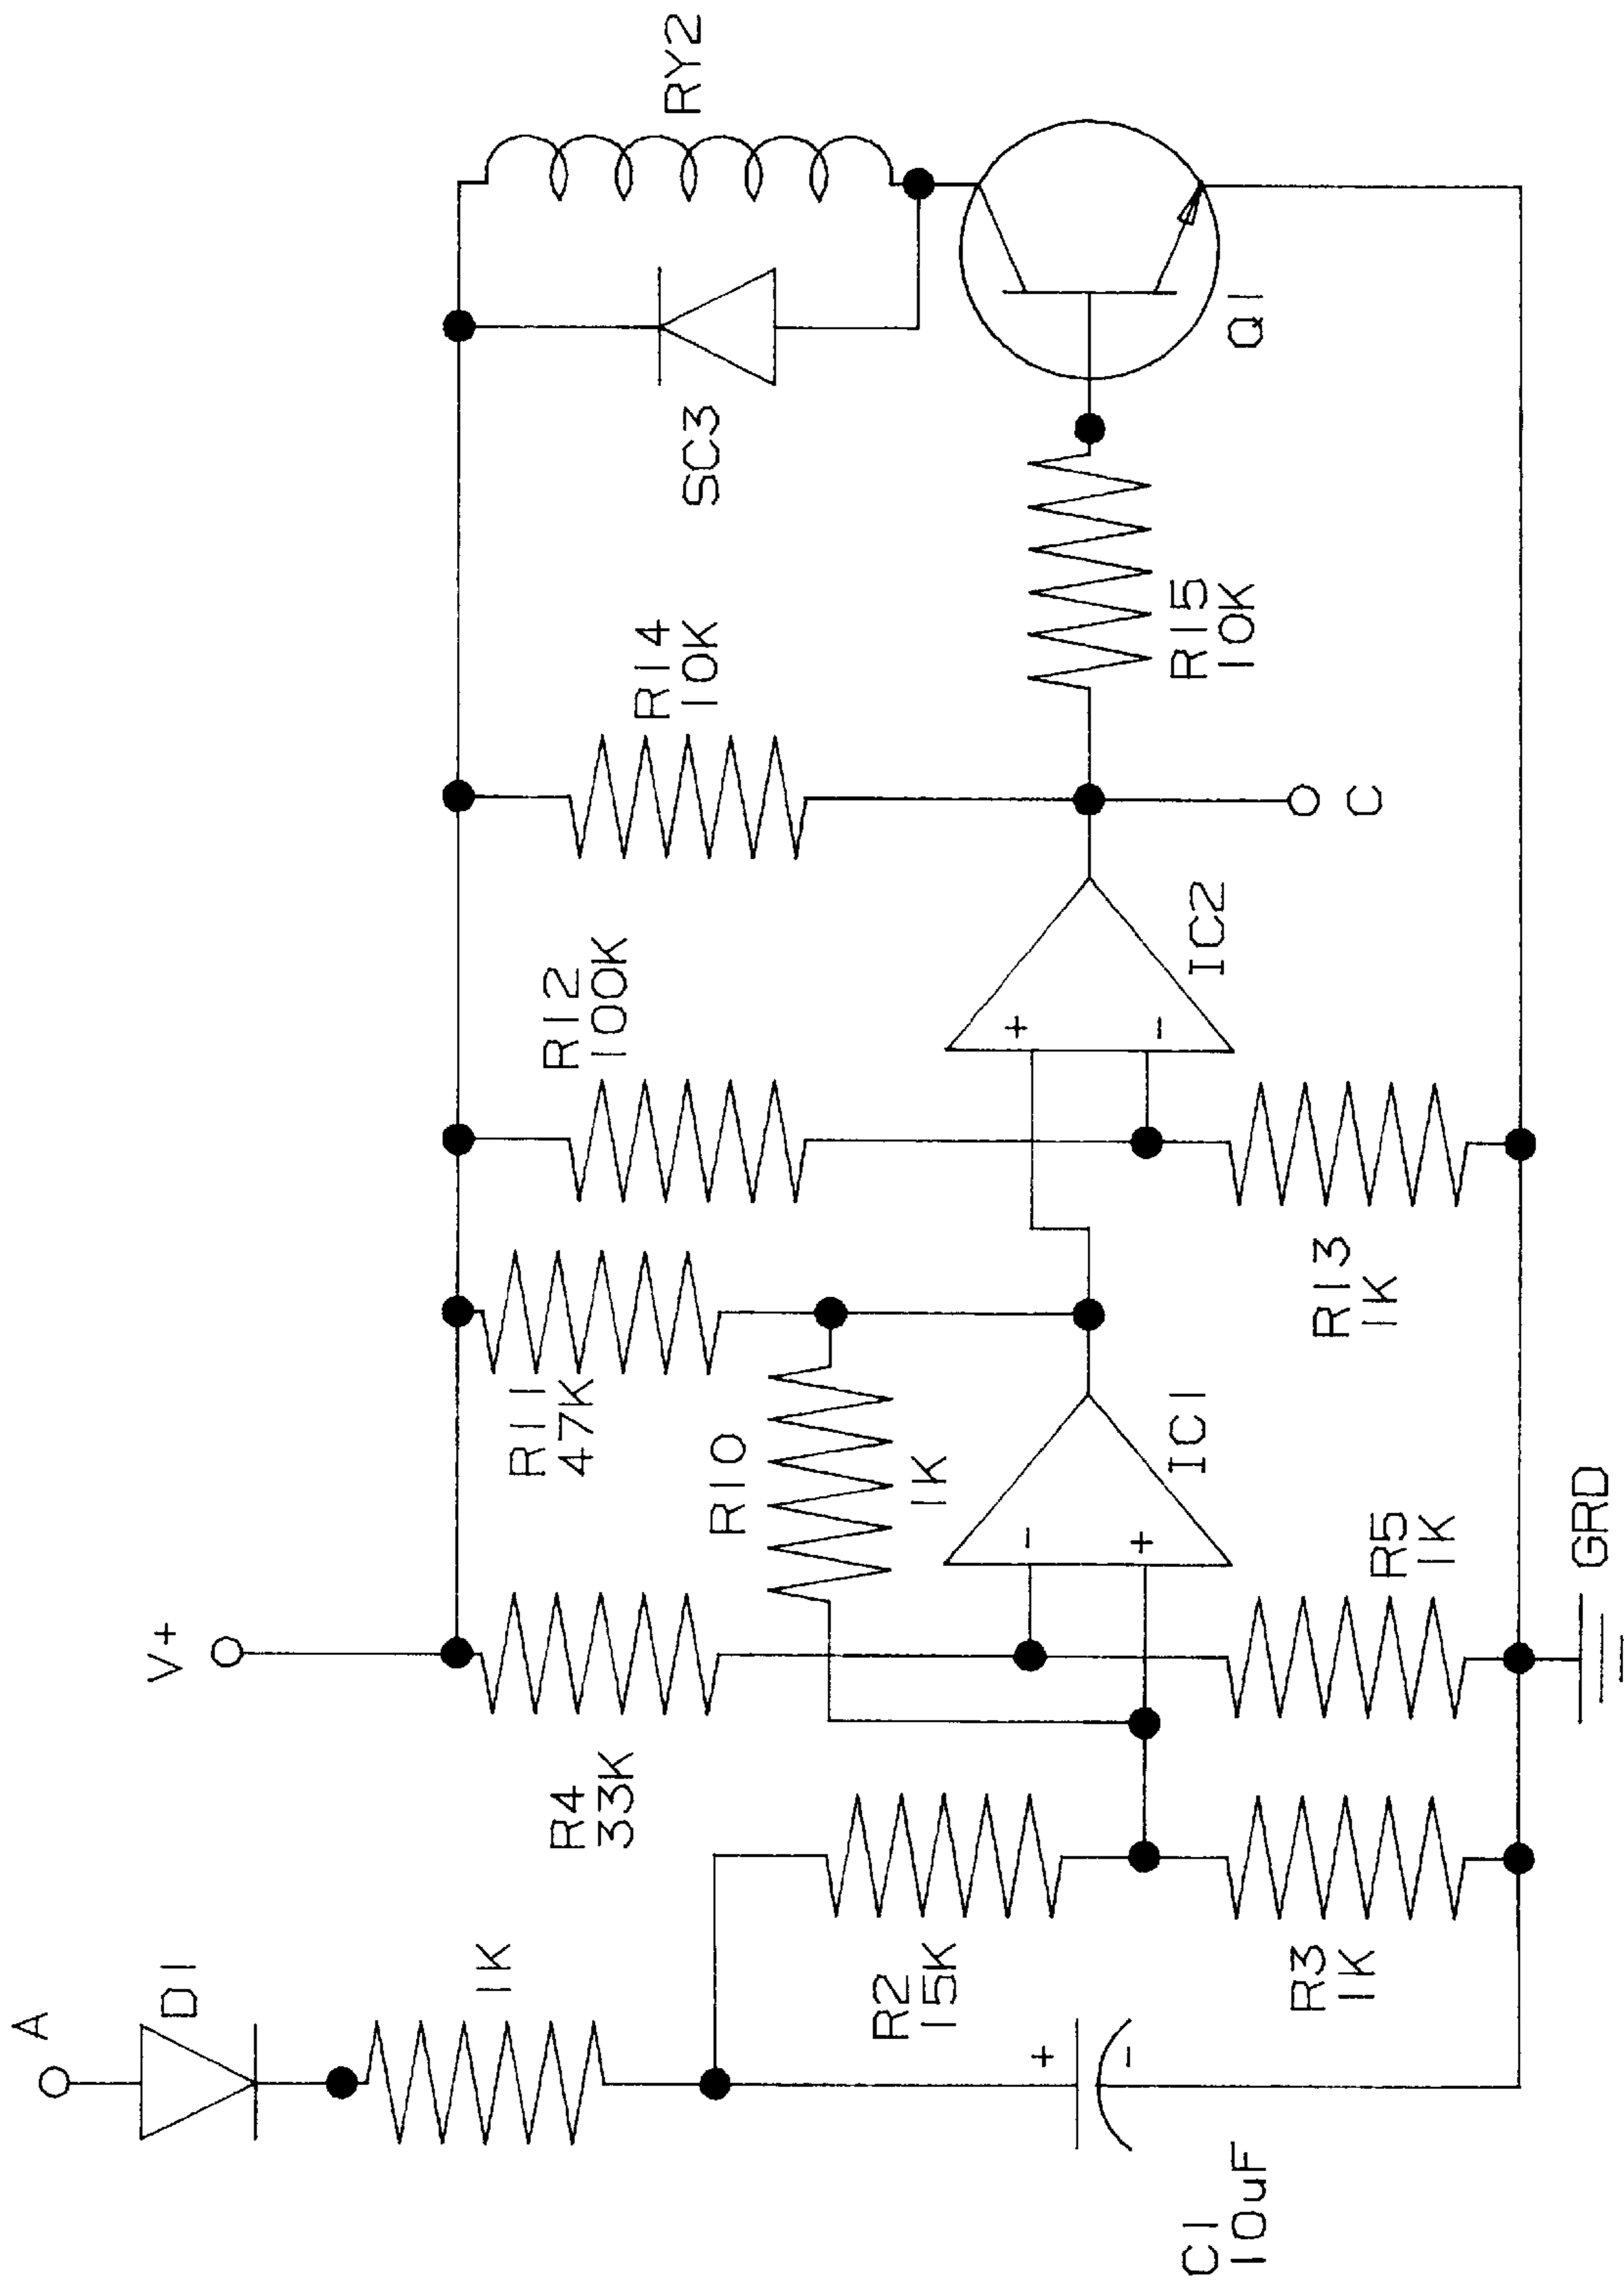 A
D1
1K
C1
10uF
R2
15K
+
-
R3
1K
V+
R4
33K
R11
47K
R10
1K
-
+
IC1
R5
1K
GRD
R12
100K
+
-
IC2
R13
1K
R14
10K
C
SC3
R15
10K
RY2
Q1